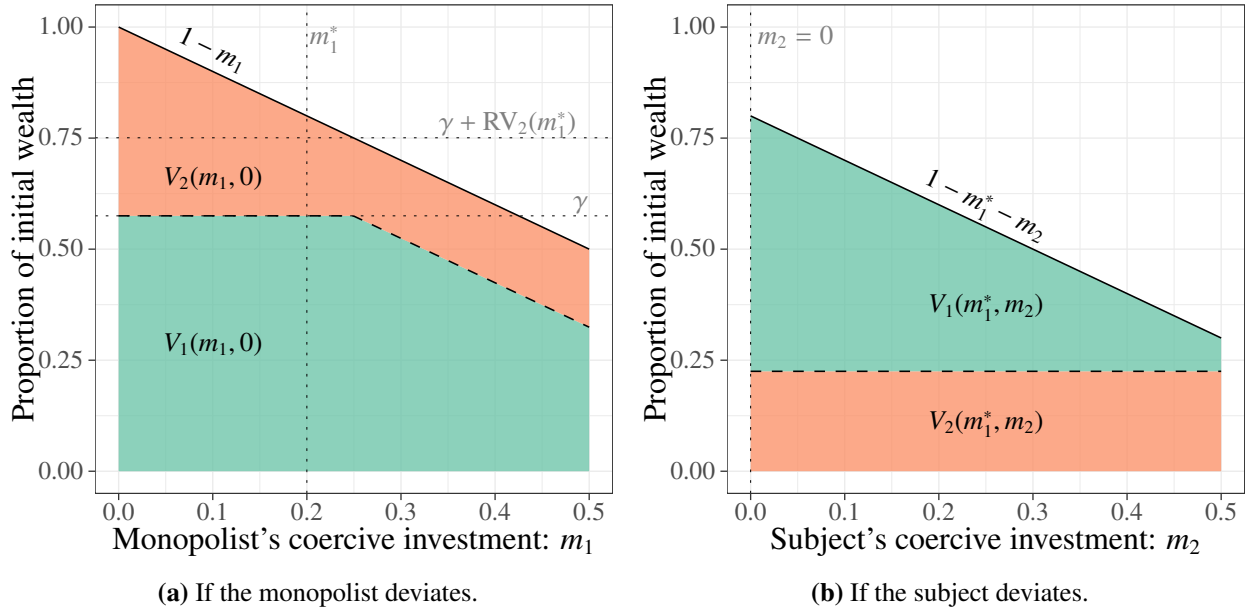 Proportion of initial wealth
1.00
0.75
0.50
0.25
0.00
1 − m₁
m₁*
γ + RV₂(m₁*)
V₂(m₁, 0)
γ
V₁(m₁, 0)
0.0 0.1 0.2 0.3 0.4 0.5
Monopolist's coercive investment: m₁
(a) If the monopolist deviates.
Proportion of initial wealth
1.00
0.75
0.50
0.25
0.00
m₂ = 0
1 − m₁* − m₂
V₁(m₁*, m₂)
V₂(m₁*, m₂)
0.0 0.1 0.2 0.3 0.4 0.5
Subject's coercive investment: m₂
(b) If the subject deviates.